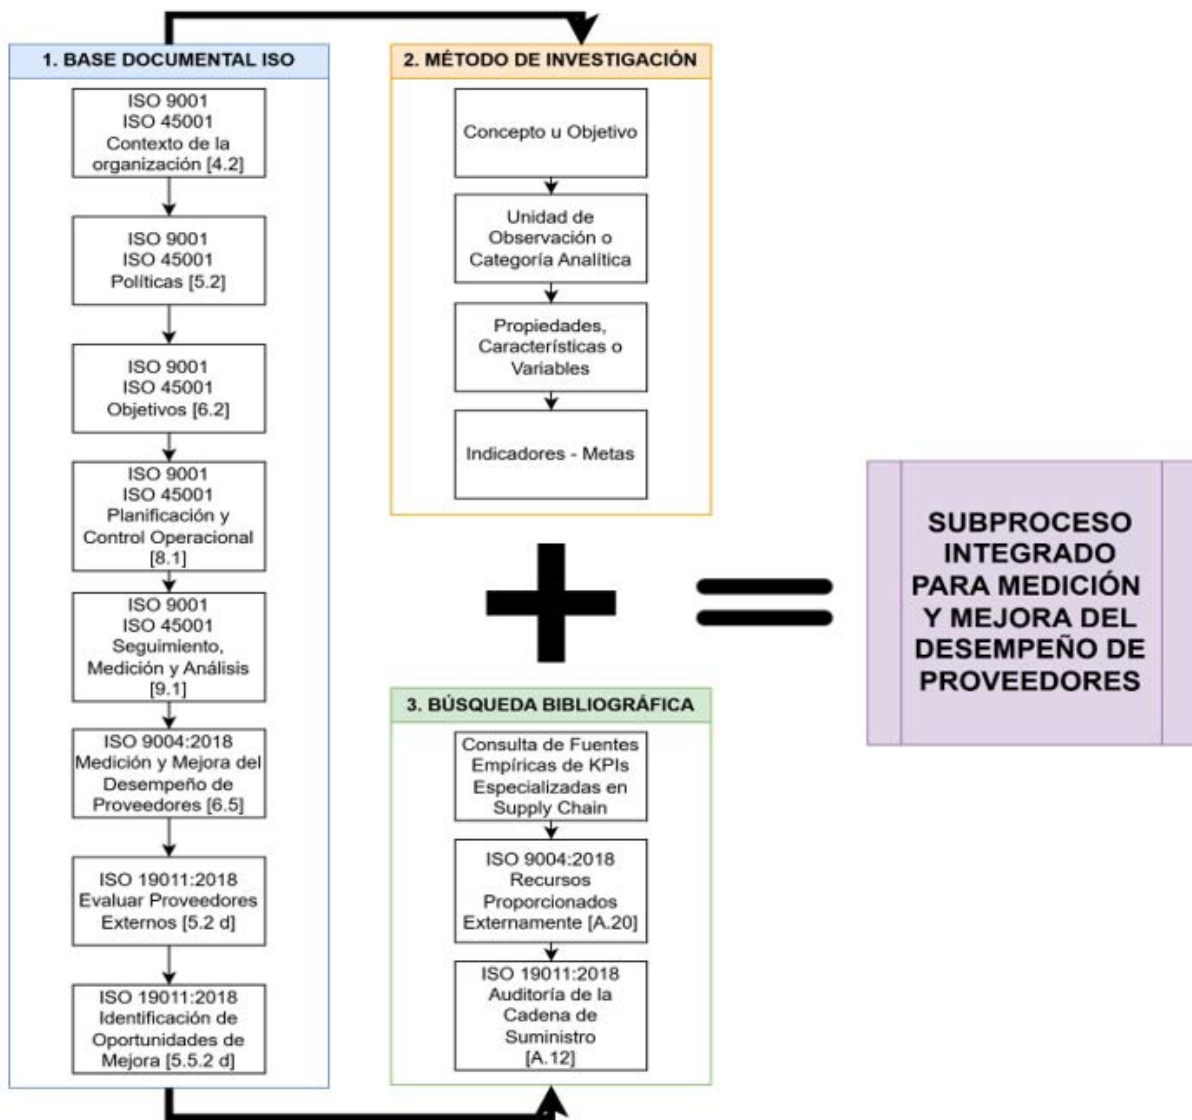 1. BASE DOCUMENTAL ISO
ISO 9001
ISO 45001
Contexto de la
organización [4.2]
ISO 9001
ISO 45001
Políticas [5.2]
ISO 9001
ISO 45001
Objetivos [6.2]
ISO 9001
ISO 45001
Planificación y
Control Operacional
[8.1]
ISO 9001
ISO 45001
Seguimiento,
Medición y Análisis
[9.1]
ISO 9004:2018
Medición y Mejora del
Desempeño de
Proveedores [6.5]
ISO 19011:2018
Evaluar Proveedores
Externos [5.2 d]
ISO 19011:2018
Identificación de
Oportunidades de
Mejora [5.5.2 d]
2. MÉTODO DE INVESTIGACIÓN
Concepto u Objetivo
Unidad de
Observación o
Categoría Analítica
Propiedades,
Características o
Variables
Indicadores - Metas
3. BÚSQUEDA BIBLIOGRÁFICA
Consulta de Fuentes
Empíricas de KPIs
Especializadas en
Supply Chain
ISO 9004:2018
Recursos
Proporcionados
Externamente [A.20]
ISO 19011:2018
Auditoría de la
Cadena de
Suministro
[A.12]
SUBPROCESO
INTEGRADO
PARA MEDICIÓN
Y MEJORA DEL
DESEMPEÑO DE
PROVEEDORES